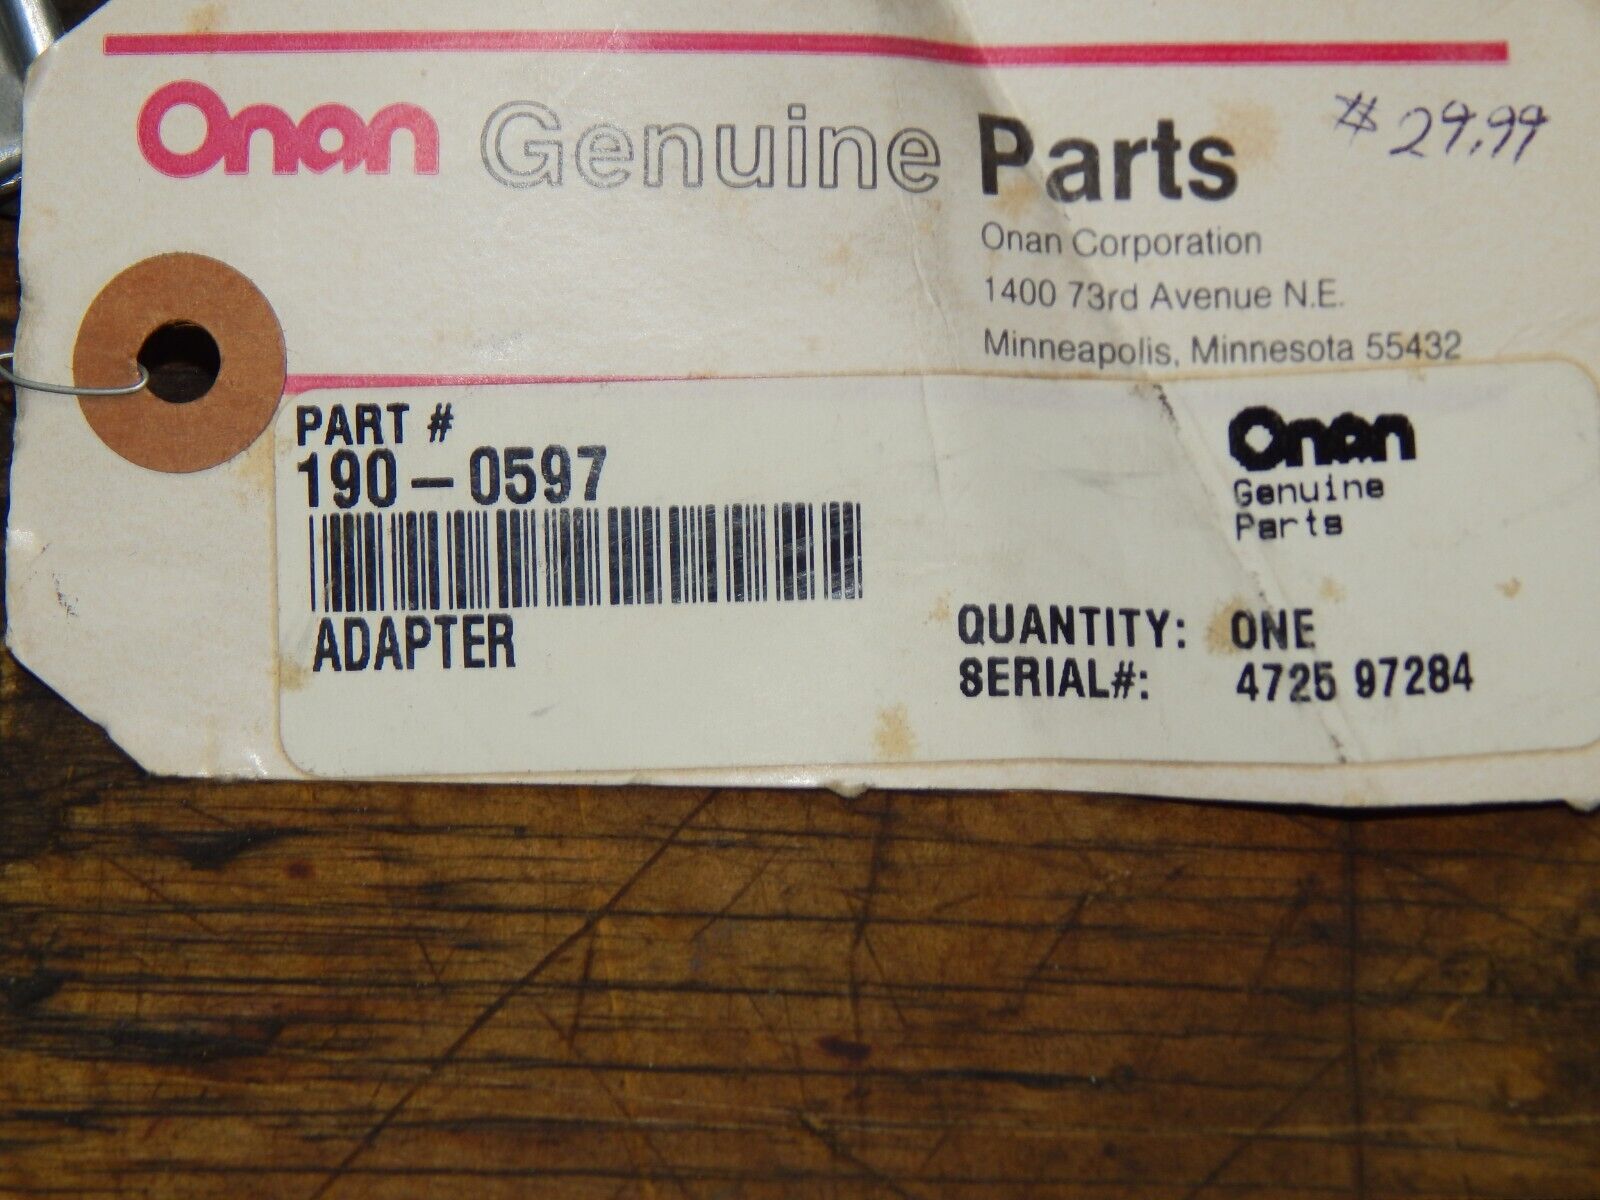 Onan Genuine Parts
$29.99
Onan Corporation
1400 73rd Avenue N.E.
Minneapolis, Minnesota 55432
PART #
190-0597
ADAPTER
Onan
Genuine
Parts
QUANTITY: ONE
SERIAL#: 4725 97284